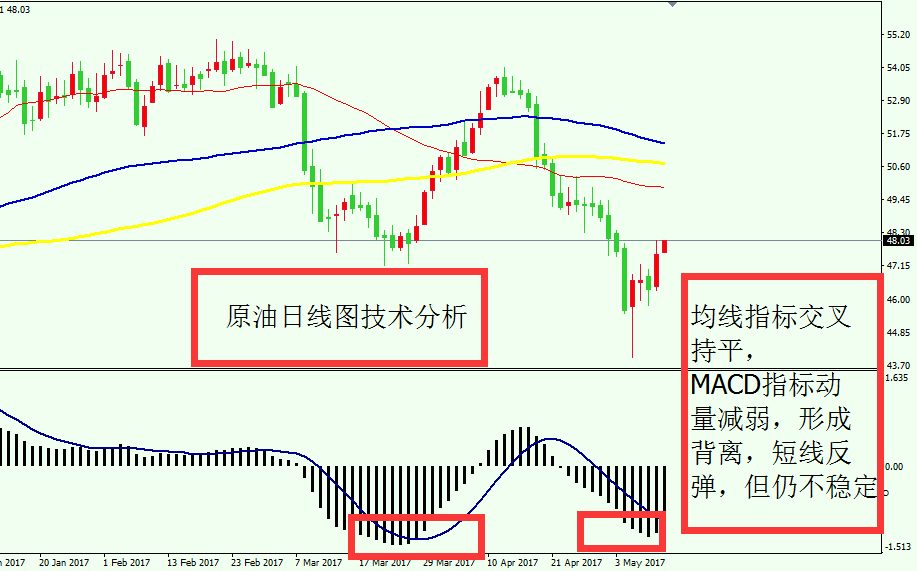 1 48.03
55.20
54.05
52.90
51.75
50.60
49.45
48.30
48.03
47.15
46.00
44.85
43.70
原油日线图技术分析
均线指标交叉
持平，
MACD指标动
量减弱，形成
背离，短线反
弹，但仍不稳定
1.635
0.00
-1.513
n 2017
20 Jan 2017
1 Feb 2017
13 Feb 2017
23 Feb 2017
7 Mar 2017
17 Mar 2017
29 Mar 2017
10 Apr 2017
21 Apr 2017
3 May 2017